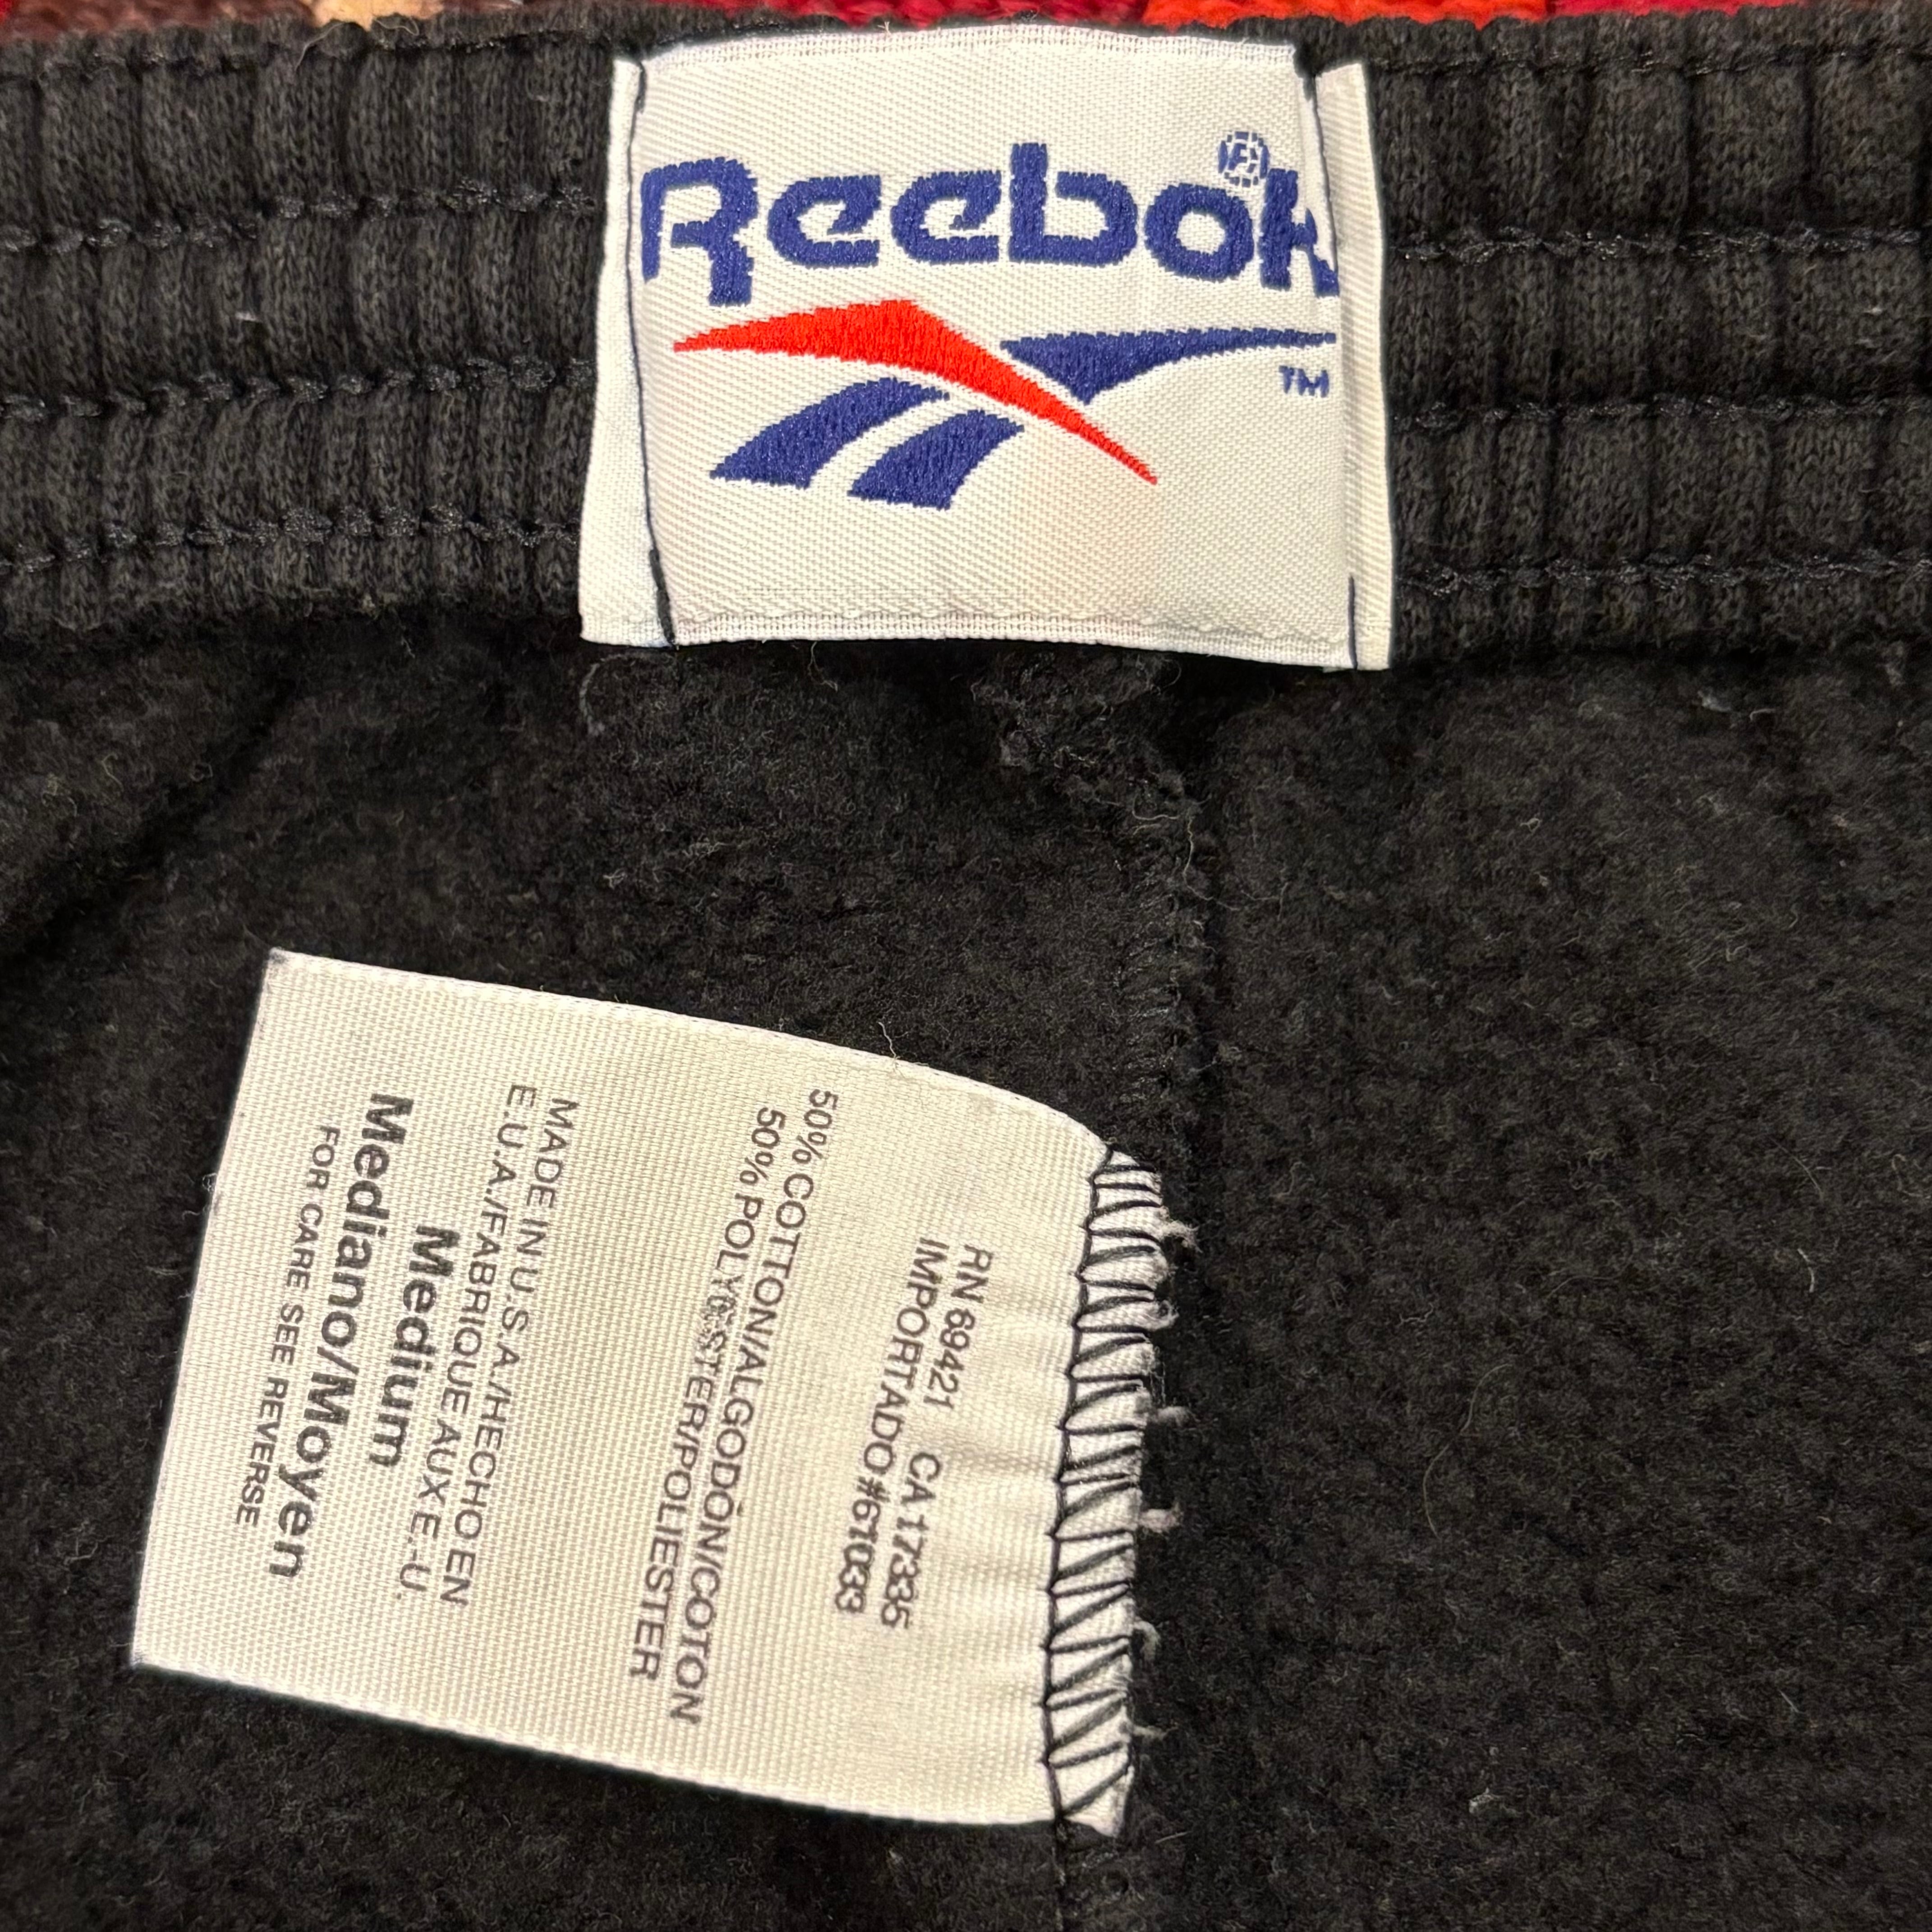 Reebok®
TM
RN 69421 CA 17335
IMPORTADO #61033
50% COTTON/ALGODÓN/COTON
50% POLYESTER/POLIESTER
MADE IN U.S.A./HECHO EN
E.U.A./FABRIQUE AUX E.-U.
Medium
Mediano/Moyen
FOR CARE SEE REVERSE